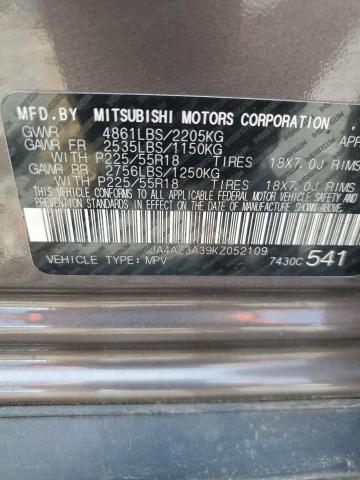 MFD.BY MITSUBISHI MOTORS CORPORATION
GVWR 4861LBS/2205KG
GAWR FR 2535LBS/1150KG
WITH P225/55R18 TIRES 18X7.0J RIMS
GAWR RR 2756LBS/1250KG
WITH P225/55R18 TIRES 18X7.0J RIMS
THIS VEHICLE CONFORMS TO ALL APPLICABLE U.S. FEDERAL MOTOR VEHICLE SAFETY AND
PREVENTION STANDARDS IN EFFECT ON THE DATE OF MANUFACTURE SHOWN ABOVE.
JA4AZ3A39KZ052109
VEHICLE TYPE: MPV 7430C 541